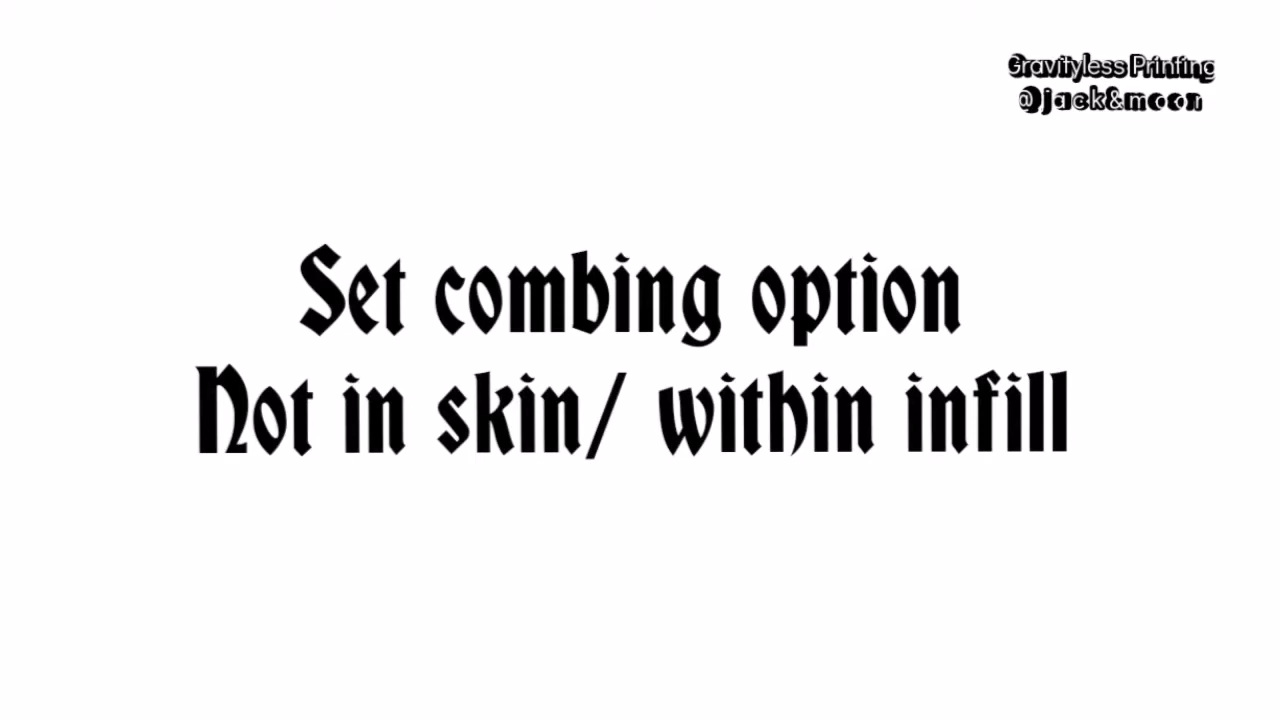 Gravityless Printing
@jack&moon
Set combing option
Not in skin/ within infill